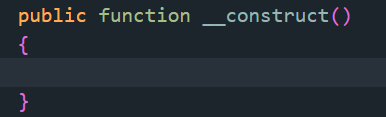 public function __construct()
{
}